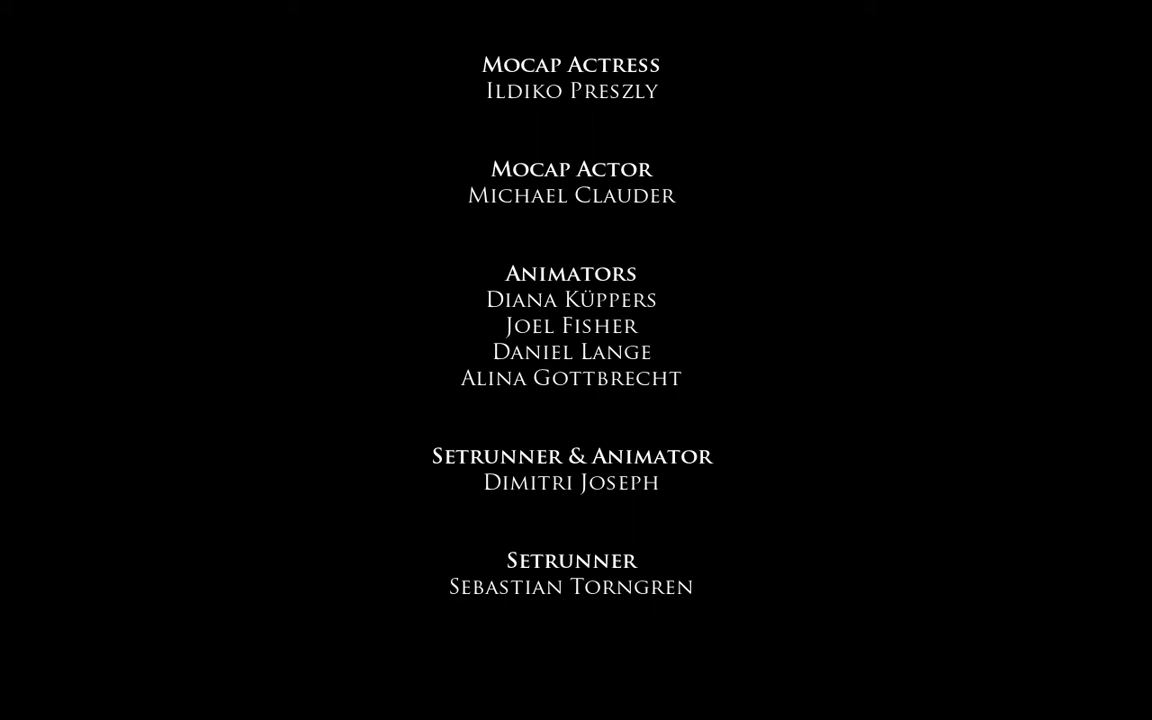 Mocap Actress
Ildiko Preszly
Mocap Actor
Michael Clauder
Animators
Diana Küppers
Joel Fisher
Daniel Lange
Alina Gottbrecht
Setrunner & Animator
Dimitri Joseph
Setrunner
Sebastian Torngren